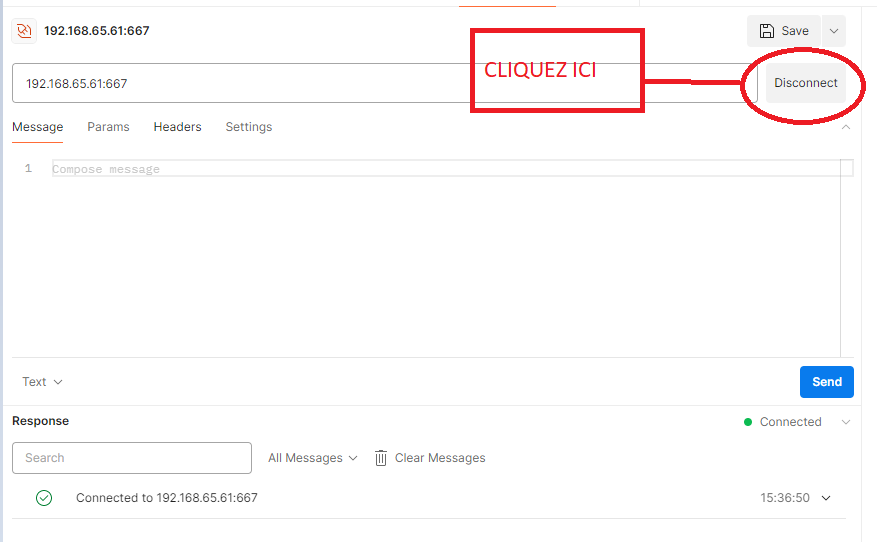 192.168.65.61:667
Save
CLIQUEZ ICI
192.168.65.61:667
Disconnect
Message Params Headers Settings
1 Compose message
Text
Send
Response
Connected
Search
All Messages
Clear Messages
Connected to 192.168.65.61:667
15:36:50